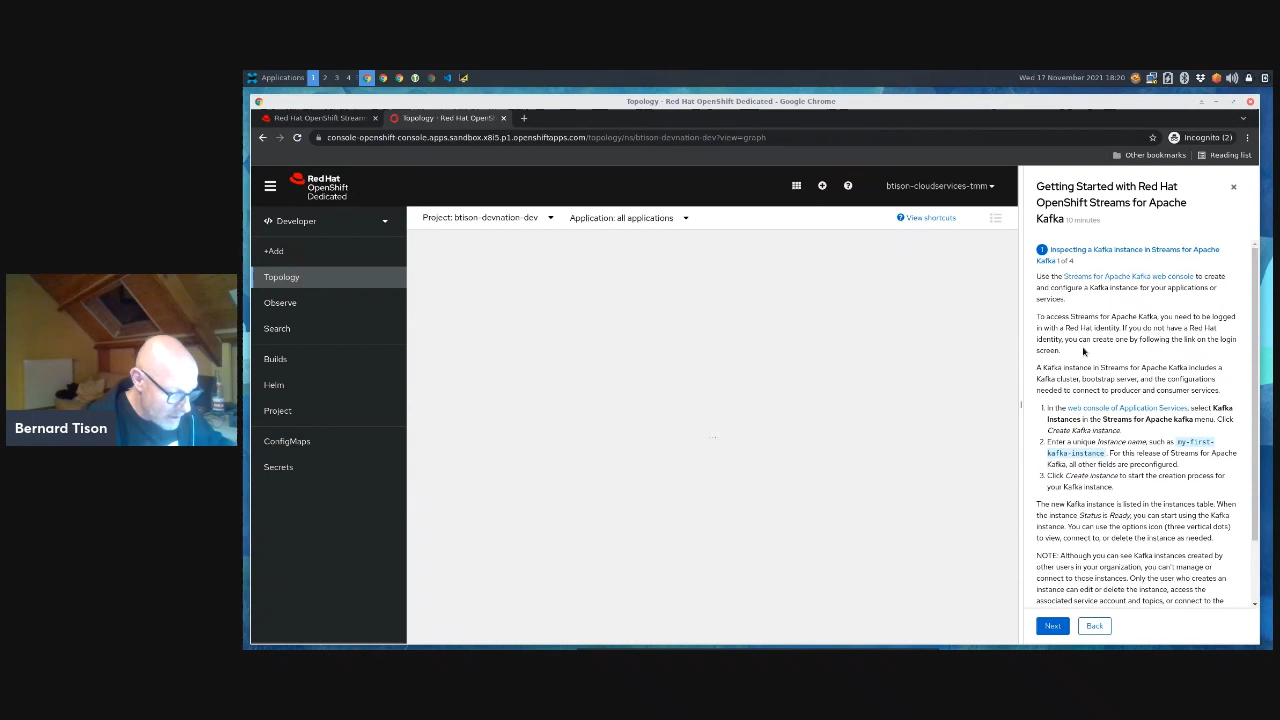 Applications 1 2 3 4
Wed 17 November 2021 18:20
Topology - Red Hat OpenShift Dedicated - Google Chrome
Red Hat OpenShift Stream
Topology · Red Hat OpenSh
console-openshift-console.apps.sandbox.x8i5.p1.openshiftapps.com/topology/ns/btison-devnation-dev?view=graph
Incognito (2)
Other bookmarks
Reading list
Red Hat
OpenShift
Dedicated
btison-cloudservices-tmm
Developer
+Add
Topology
Observe
Search
Builds
Helm
Project
ConfigMaps
Secrets
Project: btison-devnation-dev
Application: all applications
View shortcuts
Getting Started with Red Hat
OpenShift Streams for Apache
Kafka 10 minutes
1 Inspecting a Kafka instance in Streams for Apache
Kafka 1 of 4
Use the Streams for Apache Kafka web console to create
and configure a Kafka instance for your applications or
services.
To access Streams for Apache Kafka, you need to be logged
in with a Red Hat identity. If you do not have a Red Hat
identity, you can create one by following the link on the login
screen.
A Kafka instance in Streams for Apache Kafka includes a
Kafka cluster, bootstrap server, and the configurations
needed to connect to producer and consumer services.
1. In the web console of Application Services, select Kafka
Instances in the Streams for Apache kafka menu. Click
Create Kafka instance.
2. Enter a unique Instance name, such as my-first-
kafka-instance . For this release of Streams for Apache
Kafka, all other fields are preconfigured.
3. Click Create instance to start the creation process for
your Kafka instance.
The new Kafka instance is listed in the instances table. When
the instance Status is Ready, you can start using the Kafka
instance. You can use the options icon (three vertical dots)
to view, connect to, or delete the instance as needed.
NOTE: Although you can see Kafka instances created by
other users in your organization, you can't manage or
connect to those instances. Only the user who creates an
instance can edit or delete the instance, access the
associated service account and topics, or connect to the
Next
Back
Bernard Tison